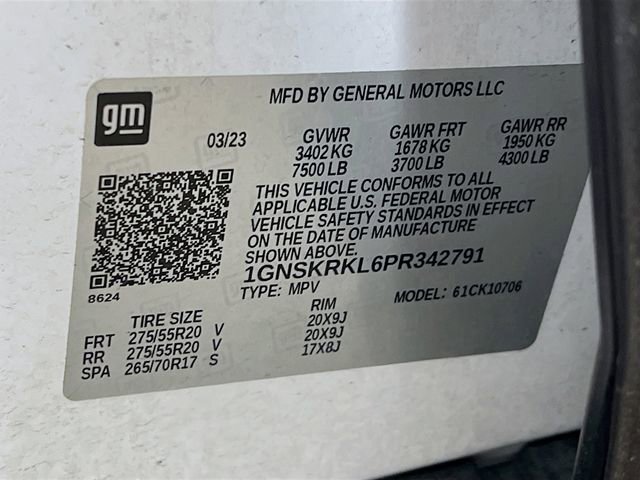 gm
MFD BY GENERAL MOTORS LLC
03/23 GVWR GAWR FRT GAWR RR
3402 KG 1678 KG 1950 KG
7500 LB 3700 LB 4300 LB
THIS VEHICLE CONFORMS TO ALL
APPLICABLE U.S. FEDERAL MOTOR
VEHICLE SAFETY STANDARDS IN EFFECT
ON THE DATE OF MANUFACTURE
SHOWN ABOVE.
1GNSKRKL6PR342791
8624
TYPE: MPV MODEL: 61CK10706
TIRE SIZE RIM
FRT 275/55R20 V 20X9J
RR 275/55R20 V 20X9J
SPA 265/70R17 S 17X8J